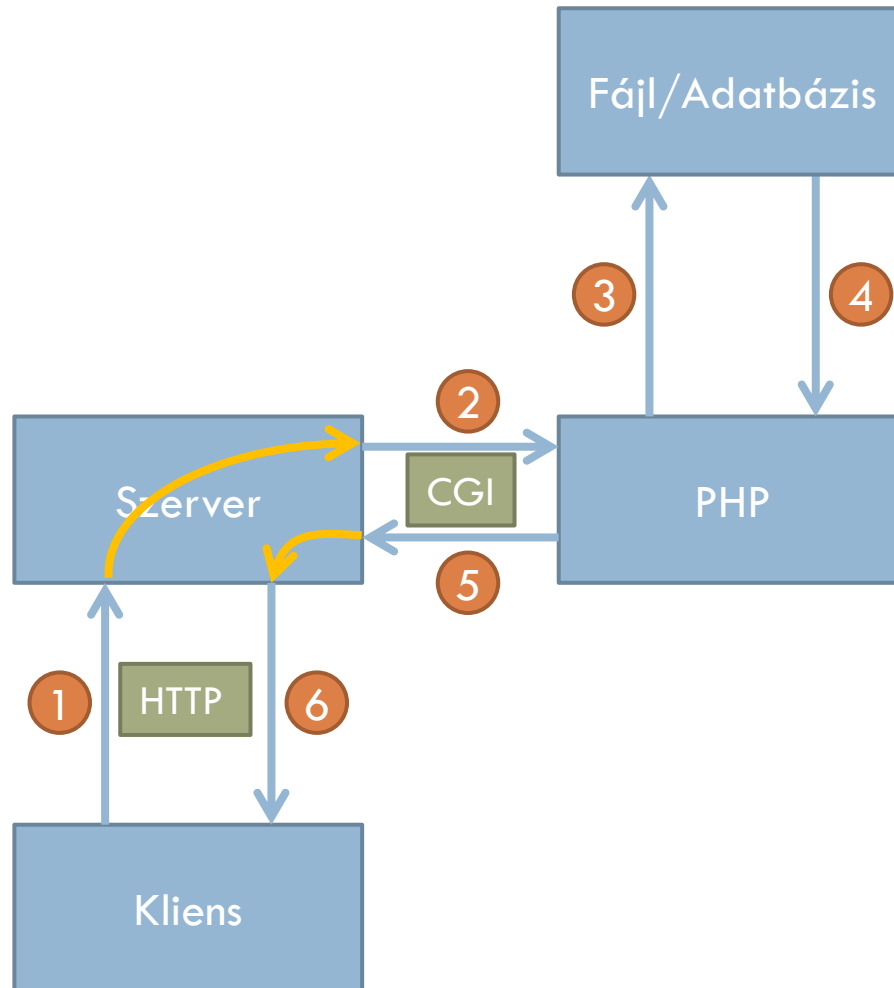 Fájl/Adatbázis
3
4
2
Szerver
CGI
PHP
5
1
HTTP
6
Kliens